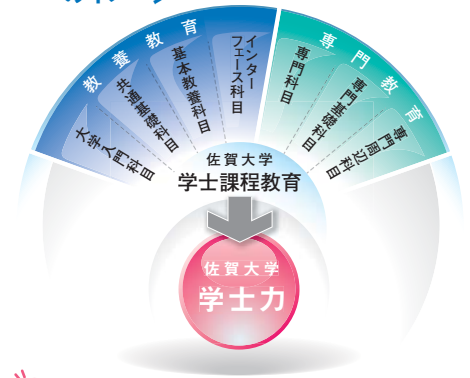 教養教育
大学入門科目
共通基礎科目
基本教養科目
インター
フェース科目
専門教育
専門科目
専門基礎科目
専門周辺科目
佐賀大学
学士課程教育
佐賀大学
学士力